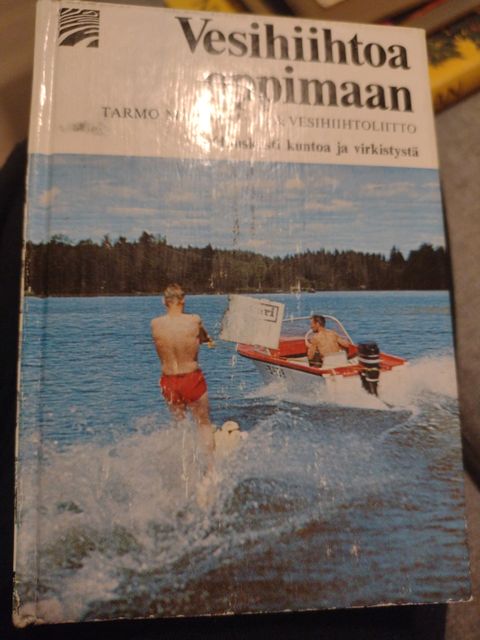 Vesihiihtoa
oppimaan
TARMO VESIHIIHTOLIITTO
kuntoa ja virkistystä